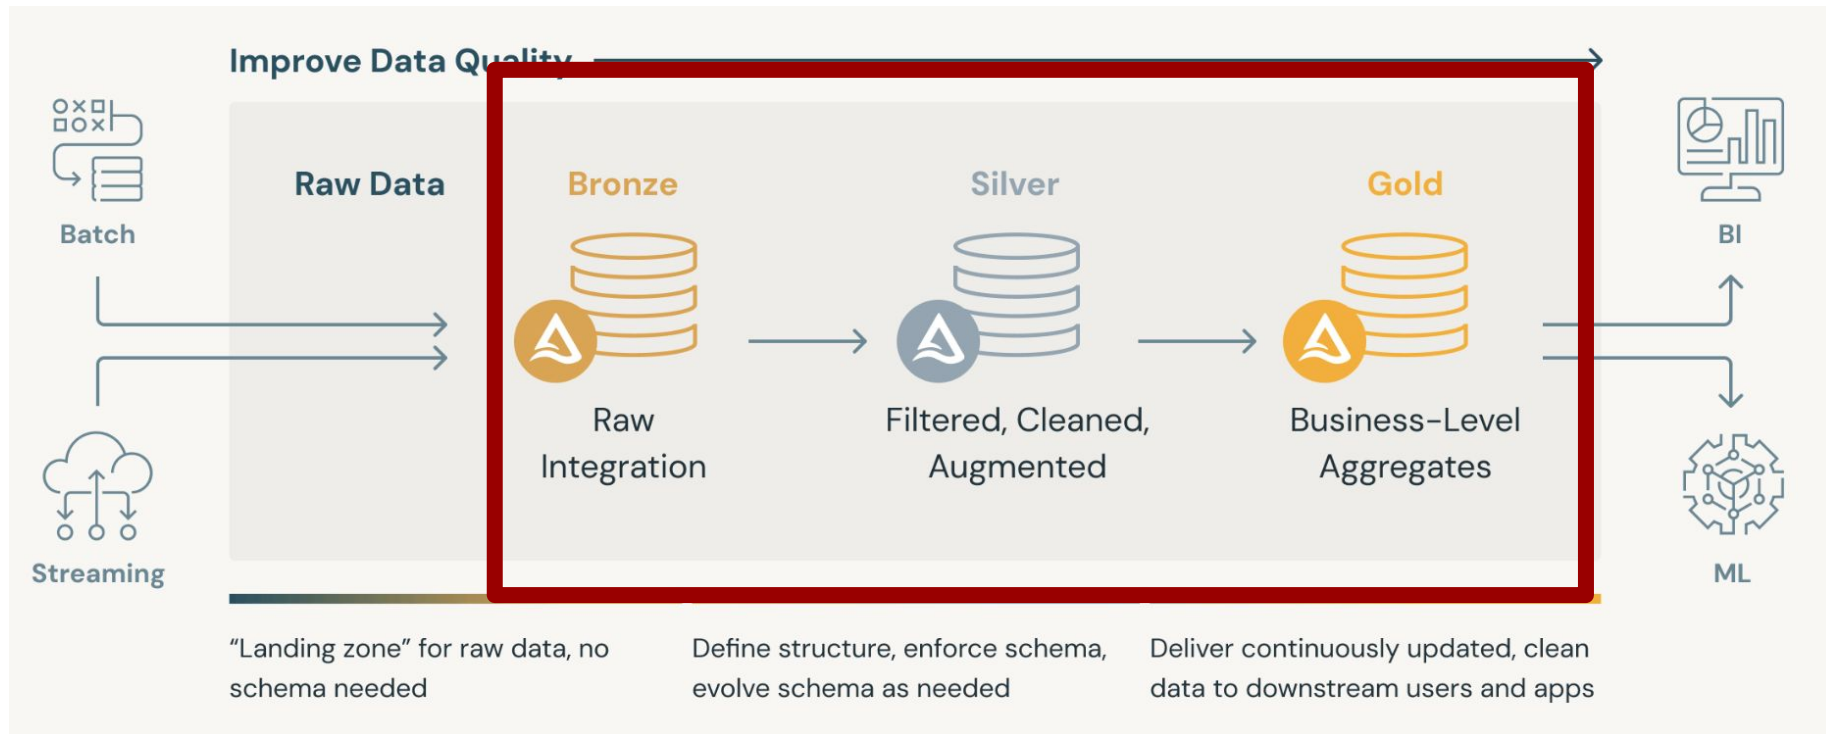 Improve Data Quality
Batch
Streaming
Raw Data
Bronze
Raw
Integration
Silver
Filtered, Cleaned,
Augmented
Gold
Business-Level
Aggregates
BI
ML
“Landing zone” for raw data, no
schema needed
Define structure, enforce schema,
evolve schema as needed
Deliver continuously updated, clean
data to downstream users and apps